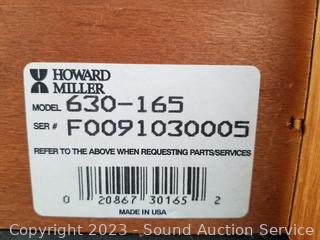 HOWARD
MILLER
MODEL 630-165
SER # F0091030005
REFER TO THE ABOVE WHEN REQUESTING PARTS/SERVICES
0 20867 30165 2
MADE IN USA
Copyright 2023 - Sound Auction Service